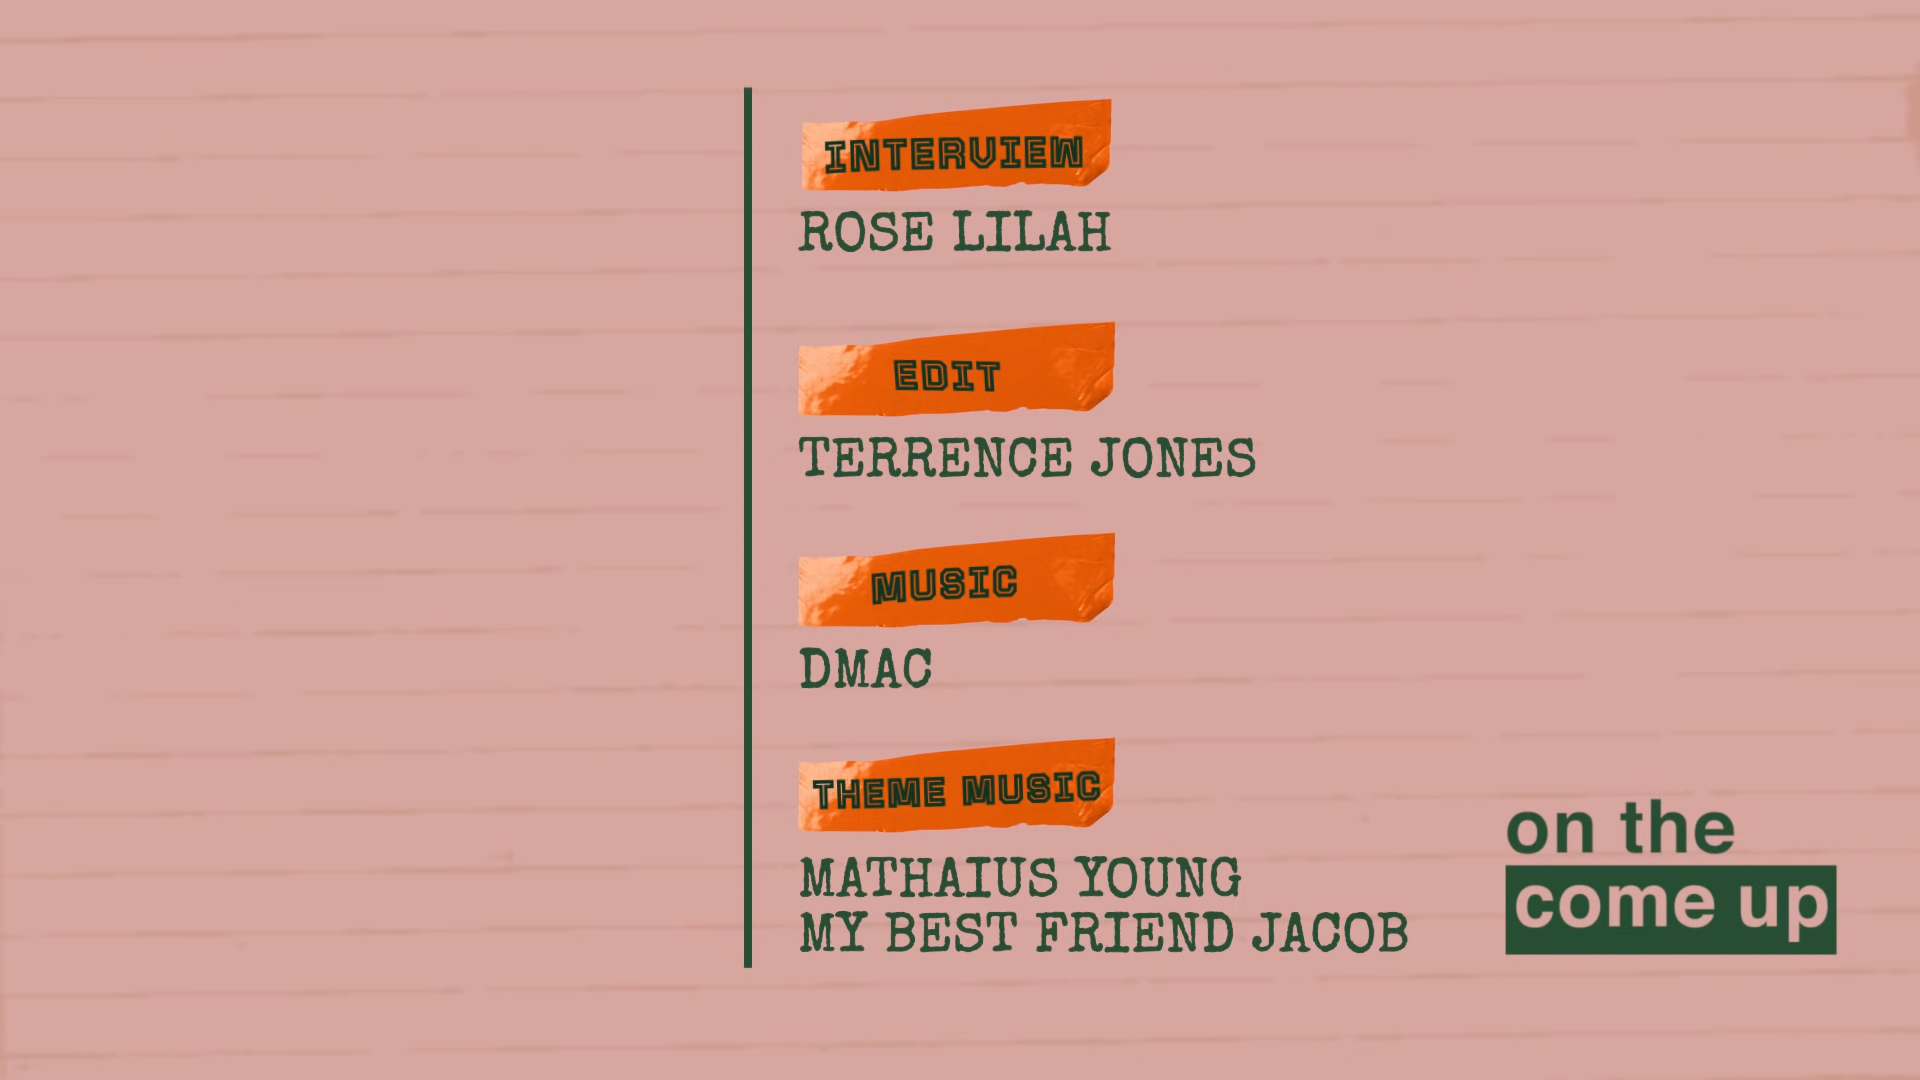 INTERVIEW
ROSE LILAH
EDIT
TERRENCE JONES
MUSIC
DMAC
THEME MUSIC
MATHAIUS YOUNG
MY BEST FRIEND JACOB
on the
come up